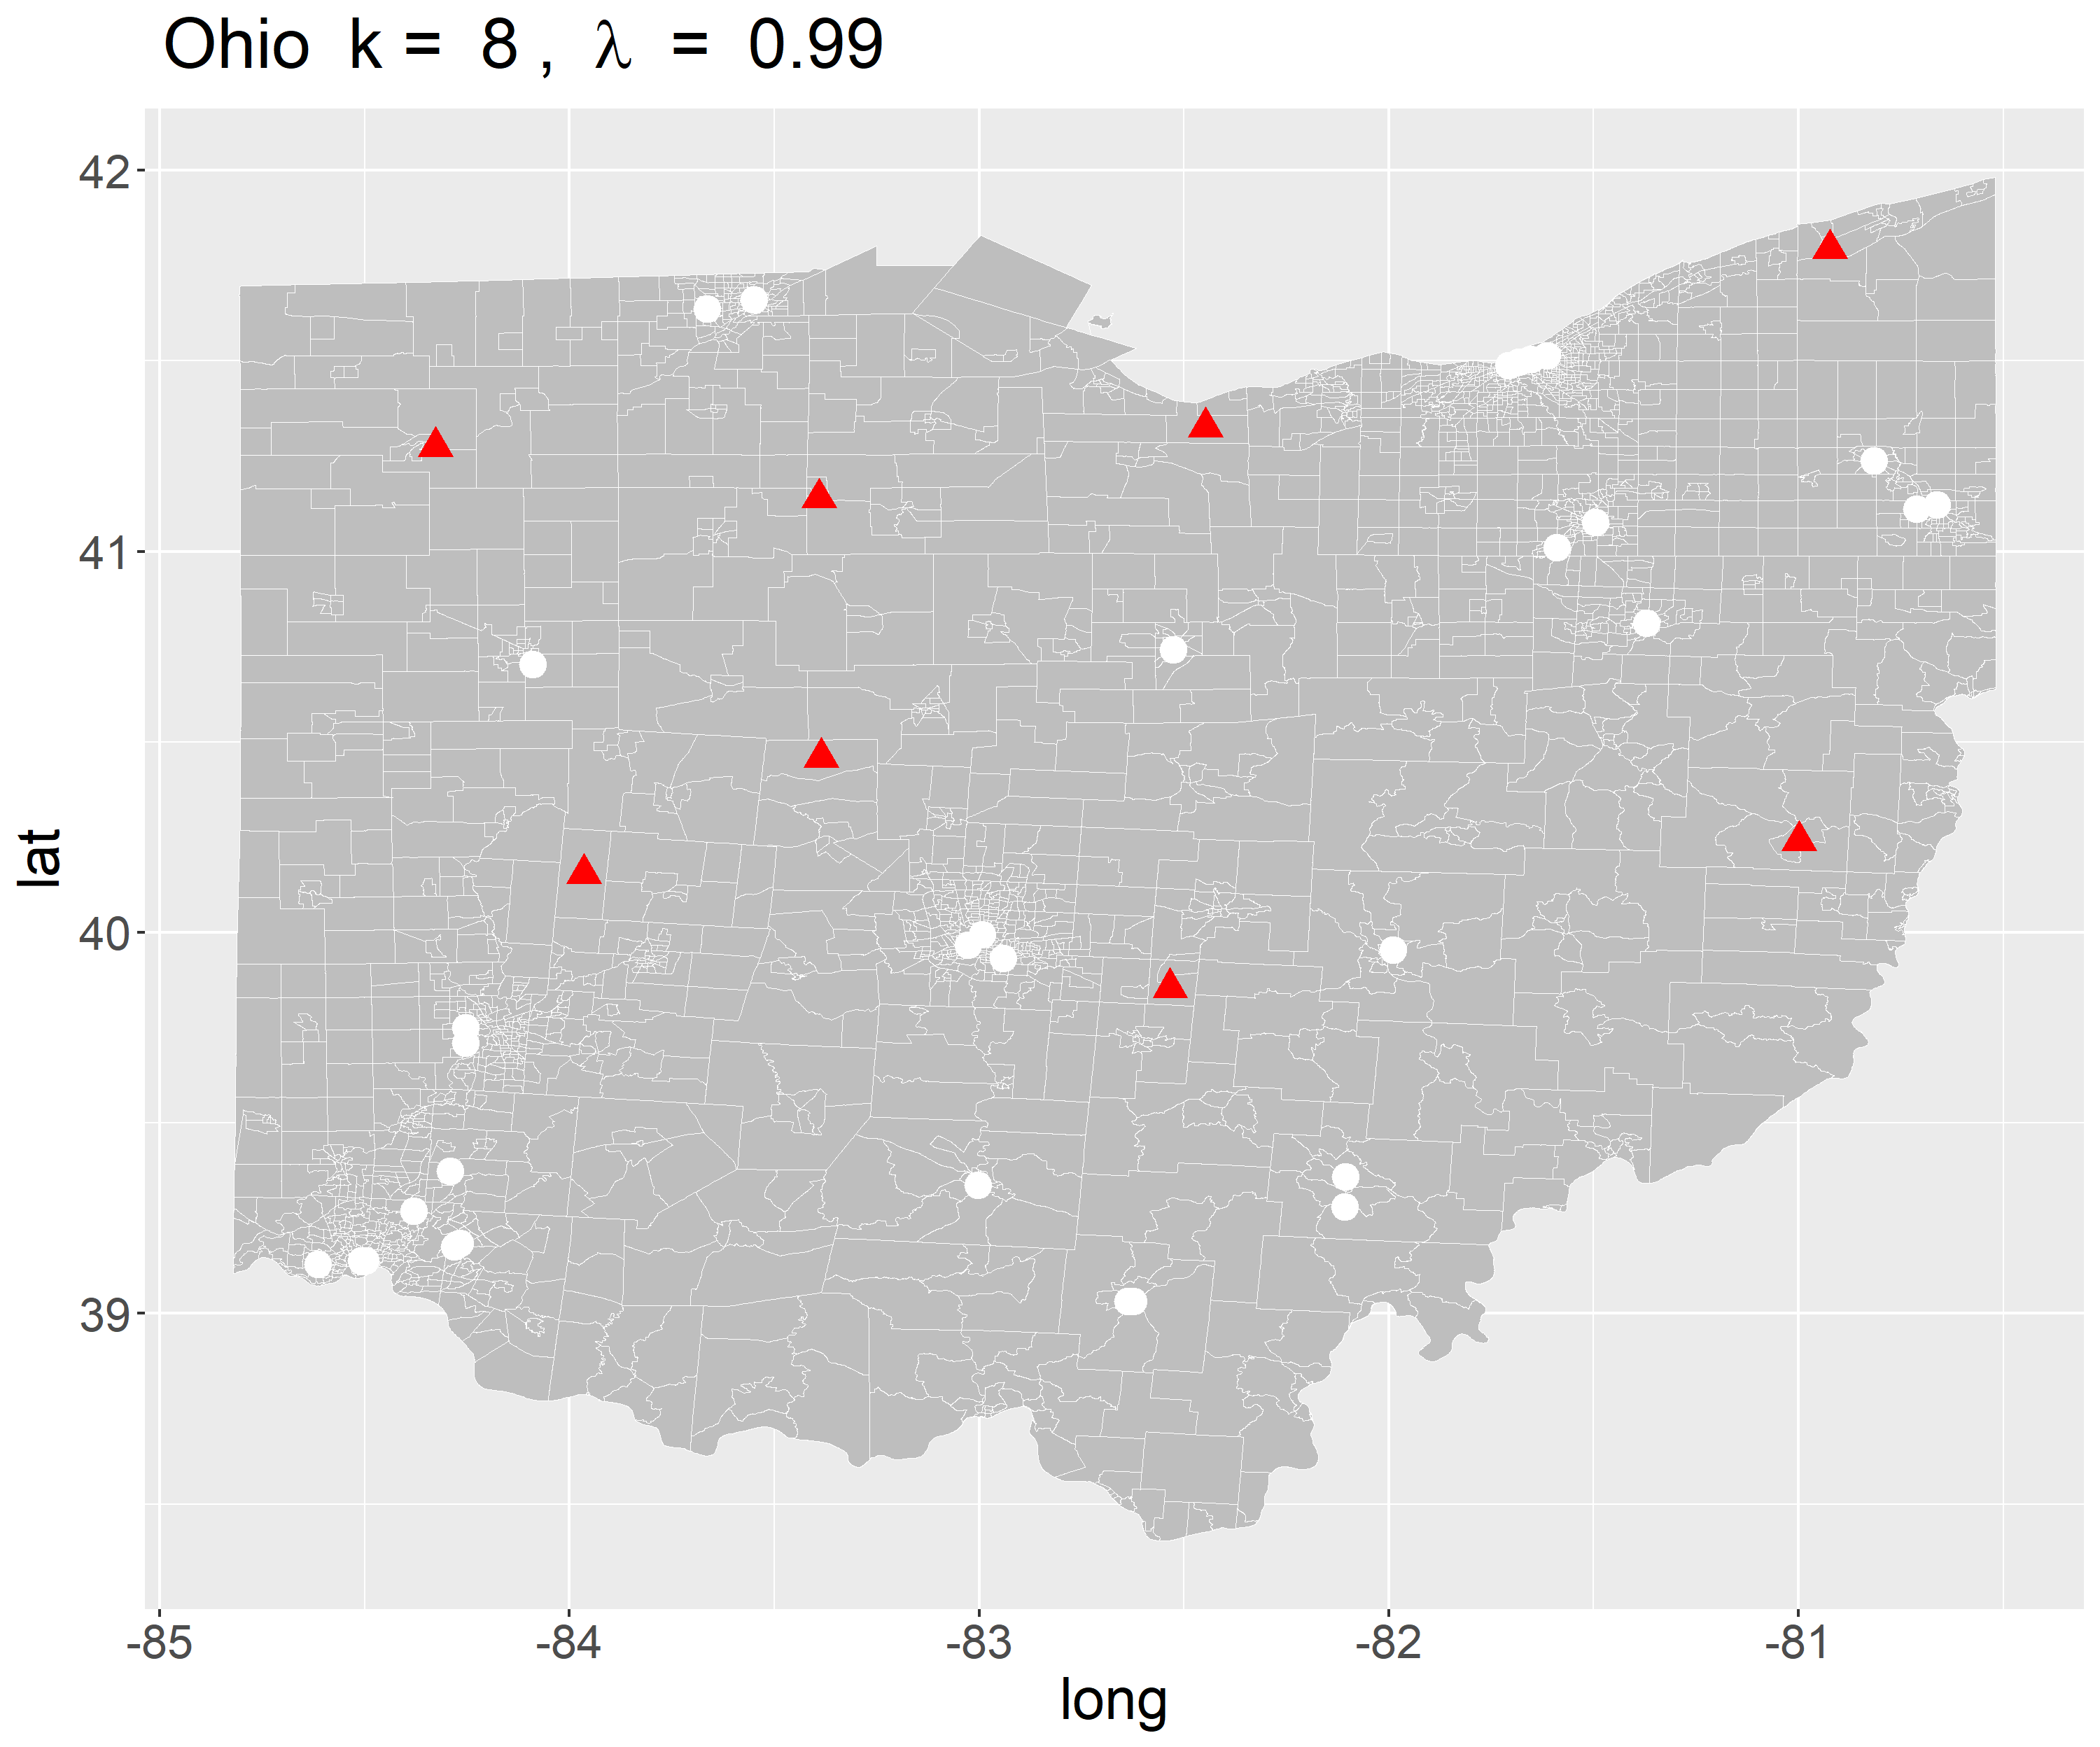 Ohio k = 8 , λ = 0.99
42
41
40
39
lat
-85 -84 -83 -82 -81
long